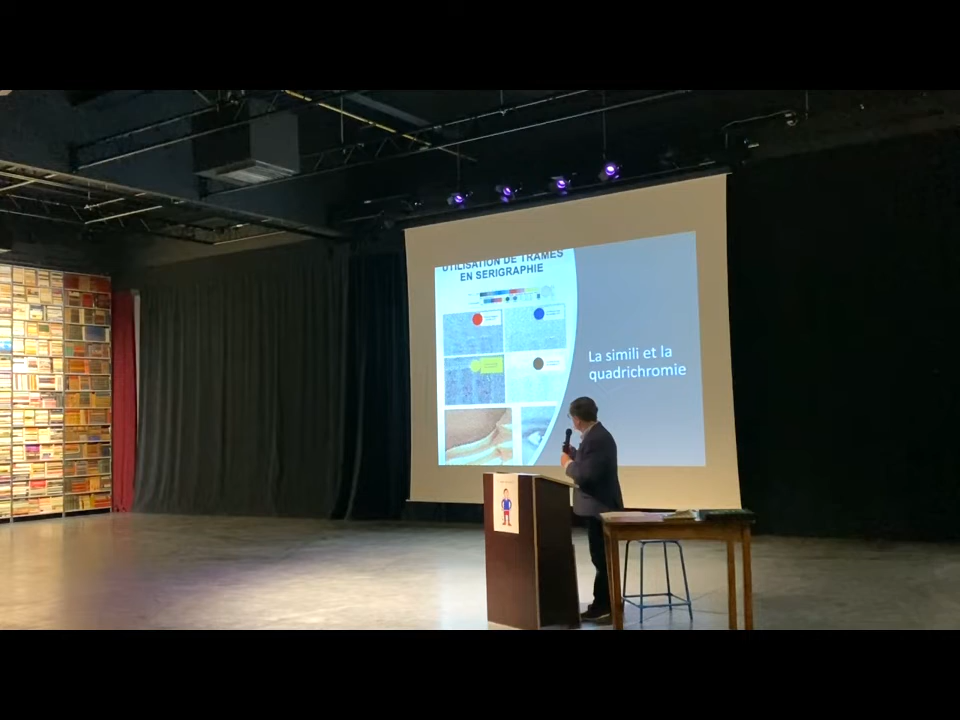 UTILISATION DE TRAMES
EN SERIGRAPHIE
La simili et la
quadrichromie